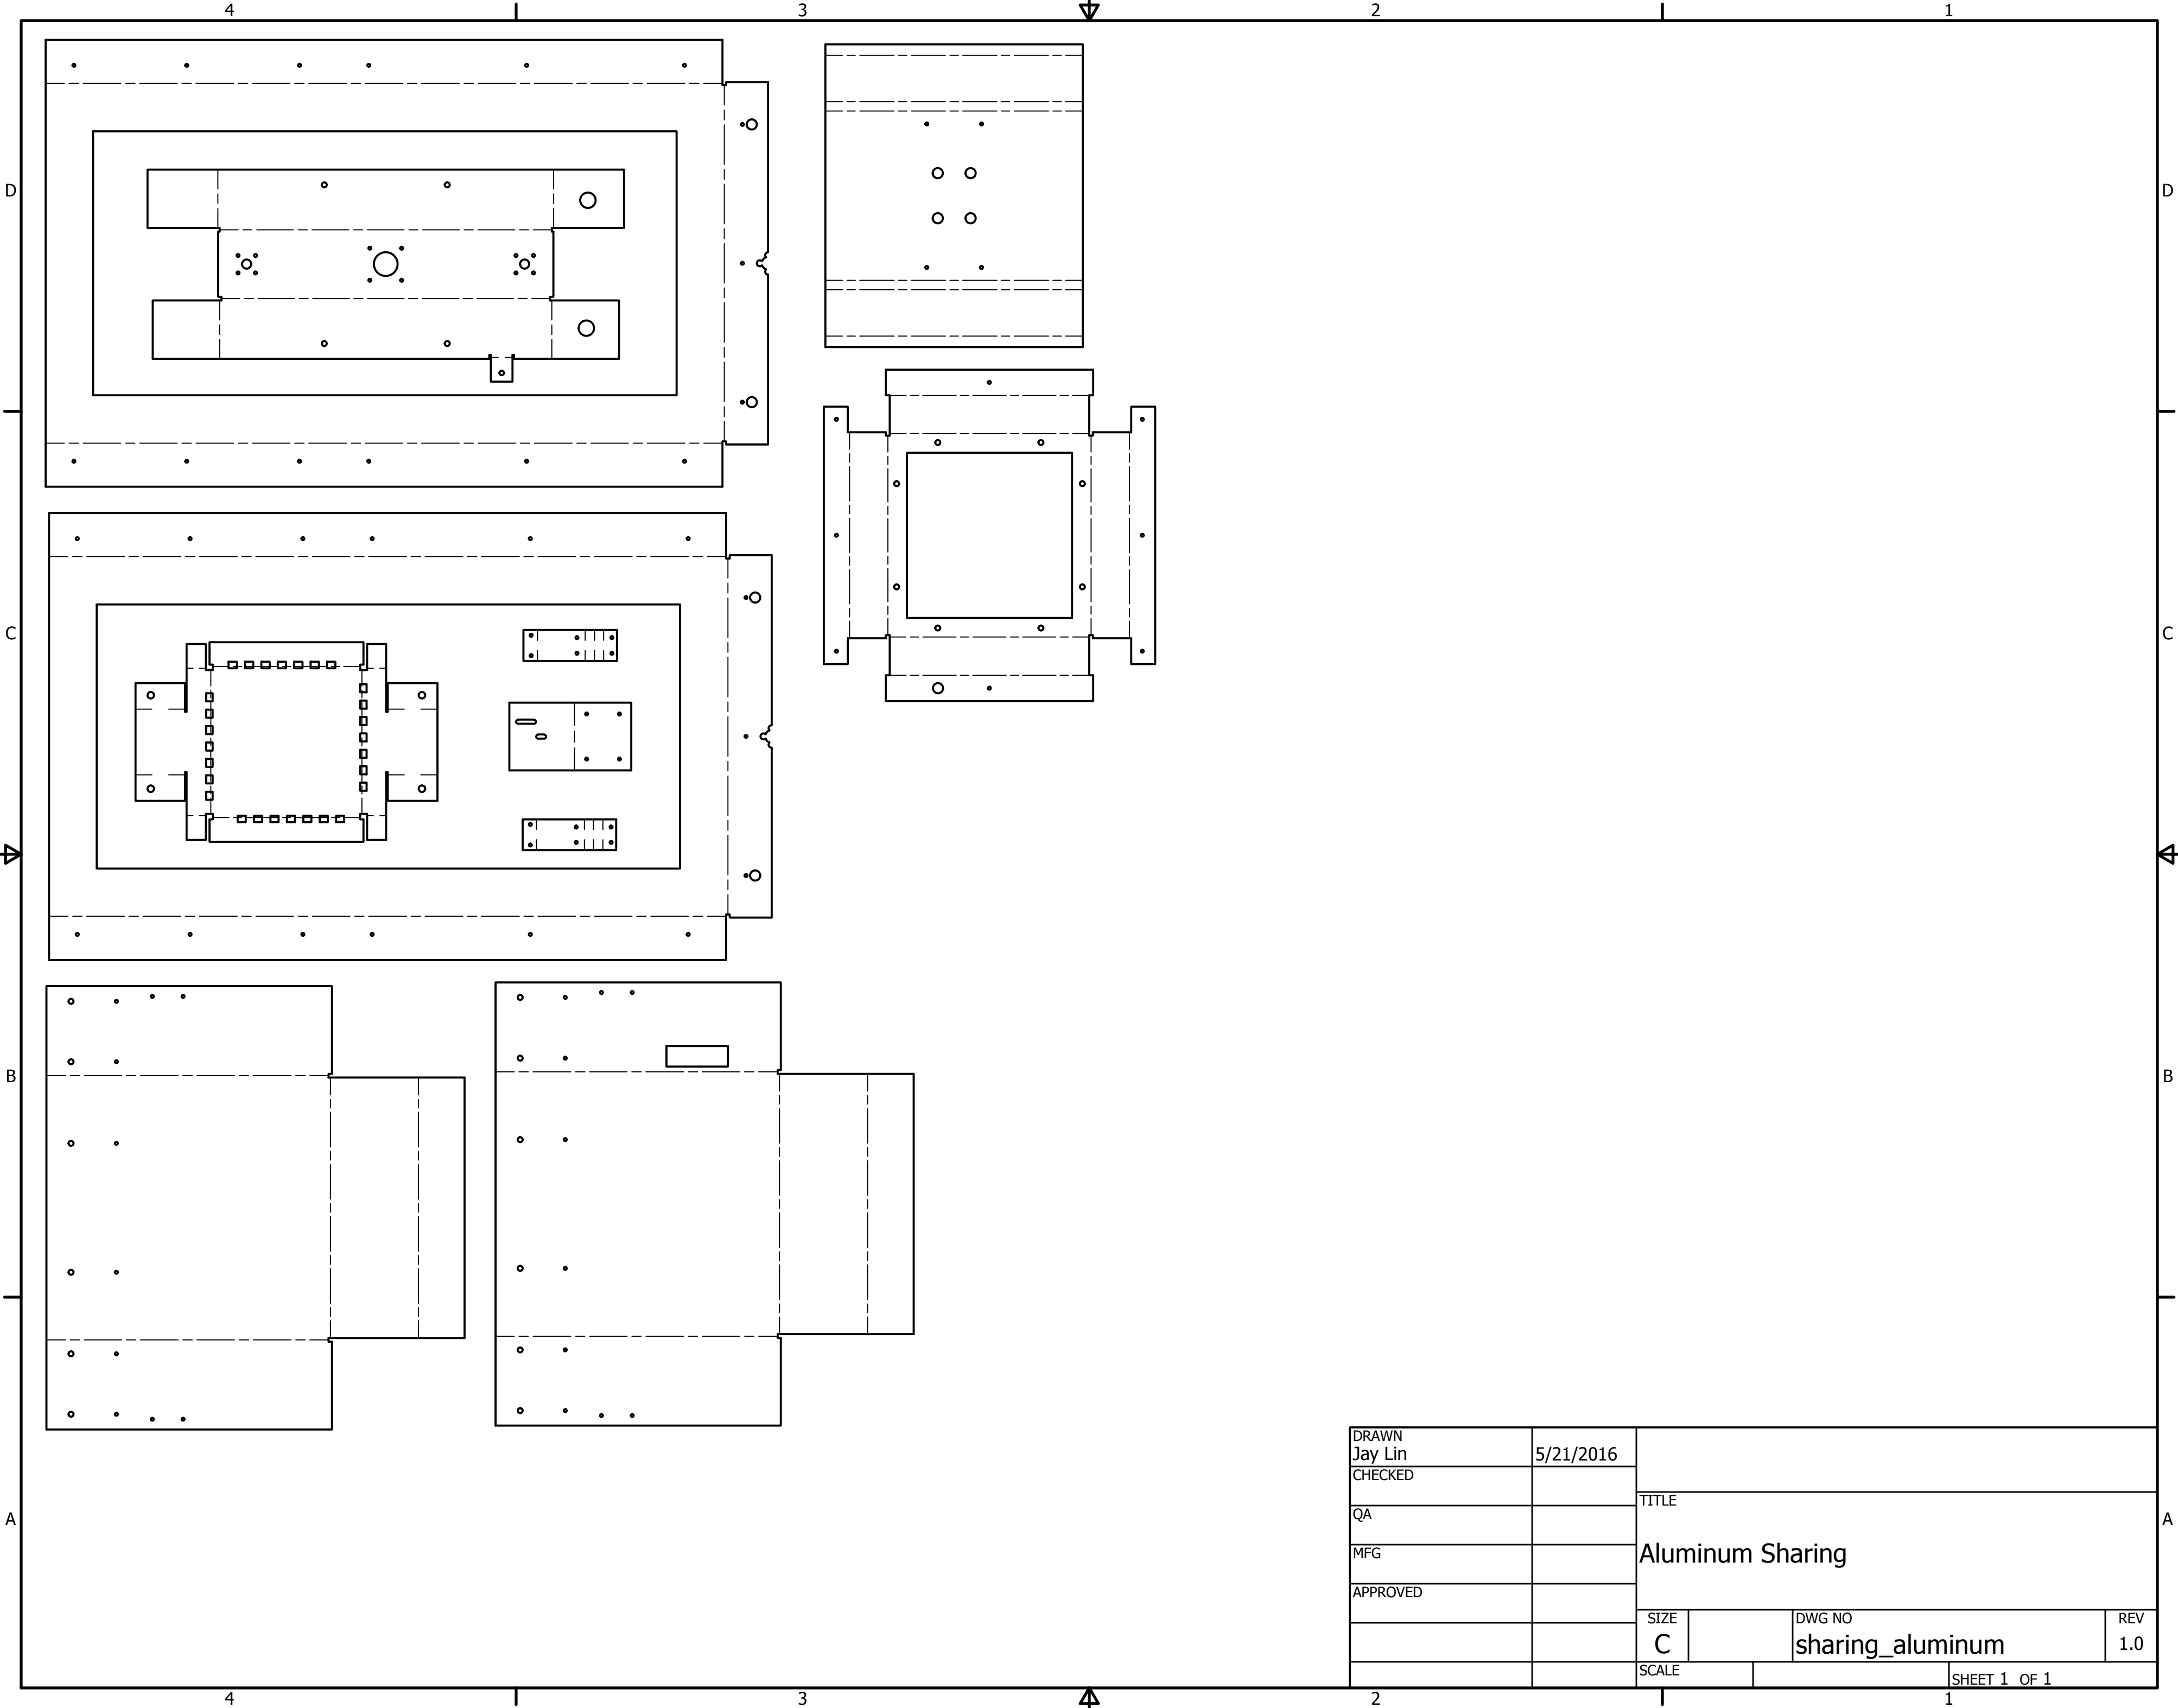 4 3 2 1
D D
C C
B B
A A
DRAWN
Jay Lin 5/21/2016
CHECKED
QA
MFG
APPROVED
TITLE
Aluminum Sharing
SIZE
C
DWG NO
sharing_aluminum
REV
1.0
SCALE
SHEET 1 OF 1
4 3 2 1